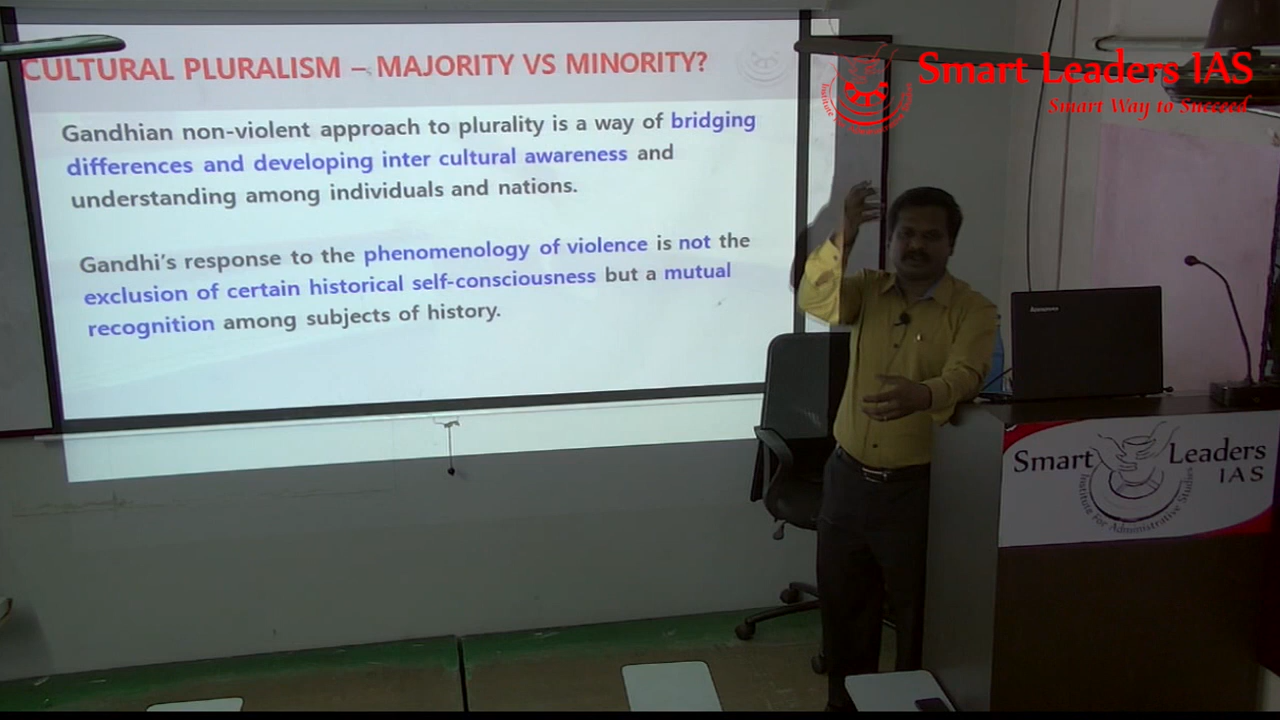 CULTURAL PLURALISM – MAJORITY VS MINORITY?
Gandhian non-violent approach to plurality is a way of bridging
differences and developing inter cultural awareness and
understanding among individuals and nations.
Gandhi's response to the phenomenology of violence is not the
exclusion of certain historical self-consciousness but a mutual
recognition among subjects of history.
Smart Leaders IAS
Smart Way to Succeed
lenovo
Smart Leaders
IAS
Institute For Administrative Studies